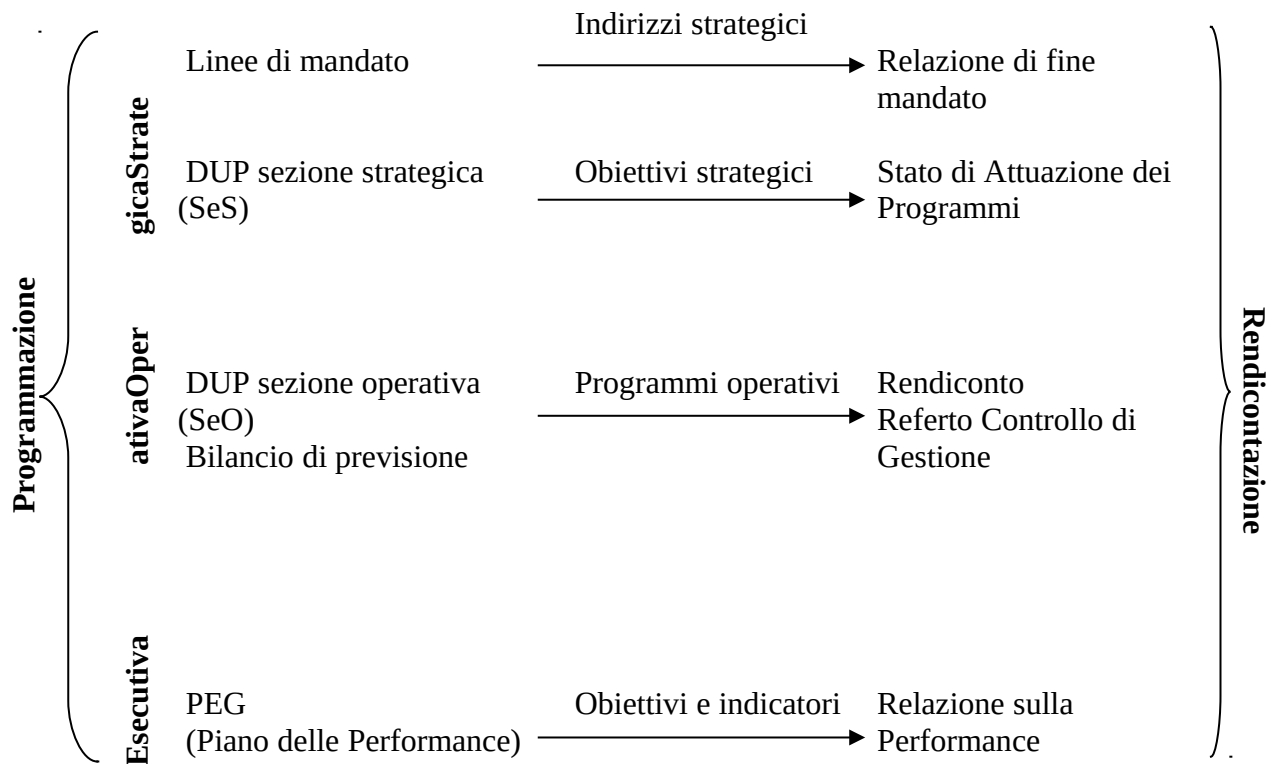 Programmazione
gicaStrate
ativaOper
Esecutiva
Linee di mandato
Indirizzi strategici
Relazione di fine
mandato
DUP sezione strategica
(SeS)
Obiettivi strategici
Stato di Attuazione dei
Programmi
DUP sezione operativa
(SeO)
Bilancio di previsione
Programmi operativi
Rendiconto
Referto Controllo di
Gestione
PEG
(Piano delle Performance)
Obiettivi e indicatori
Relazione sulla
Performance
Rendicontazione